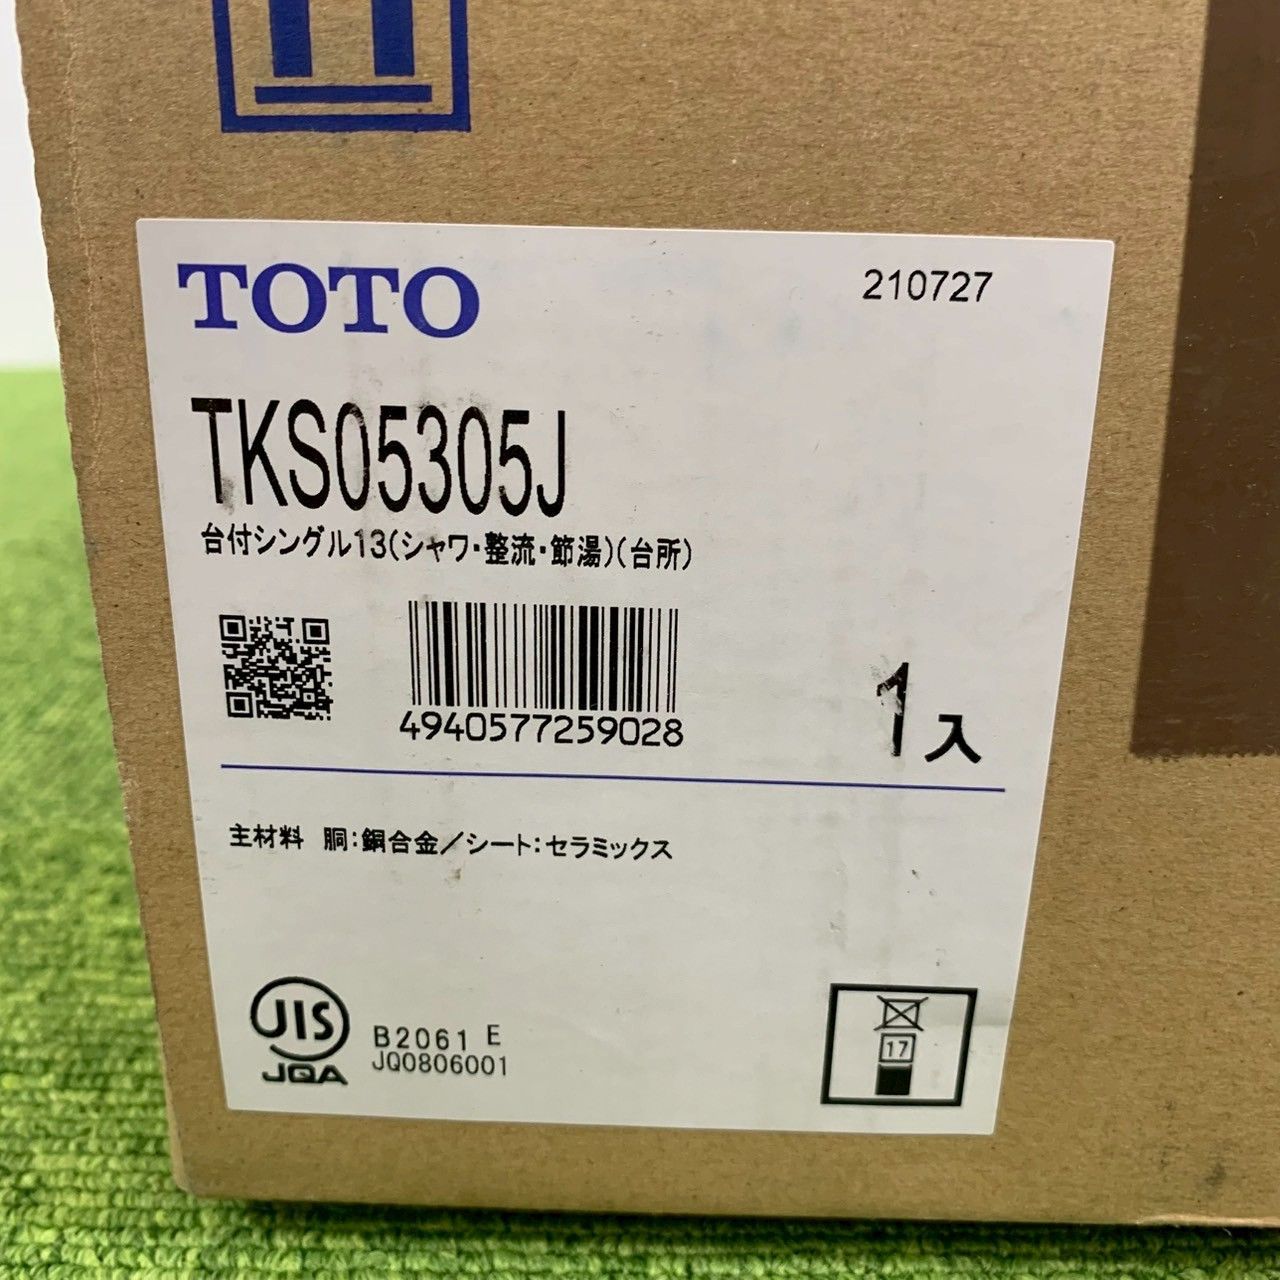 TOTO
210727
TKS05305J
台付シングル13(シャワ・整流・節湯)(台所)
4940577259028
1入
主材料 胴:銅合金/シート:セラミックス
JIS
JQA
B2061 E
JQ0806001
17